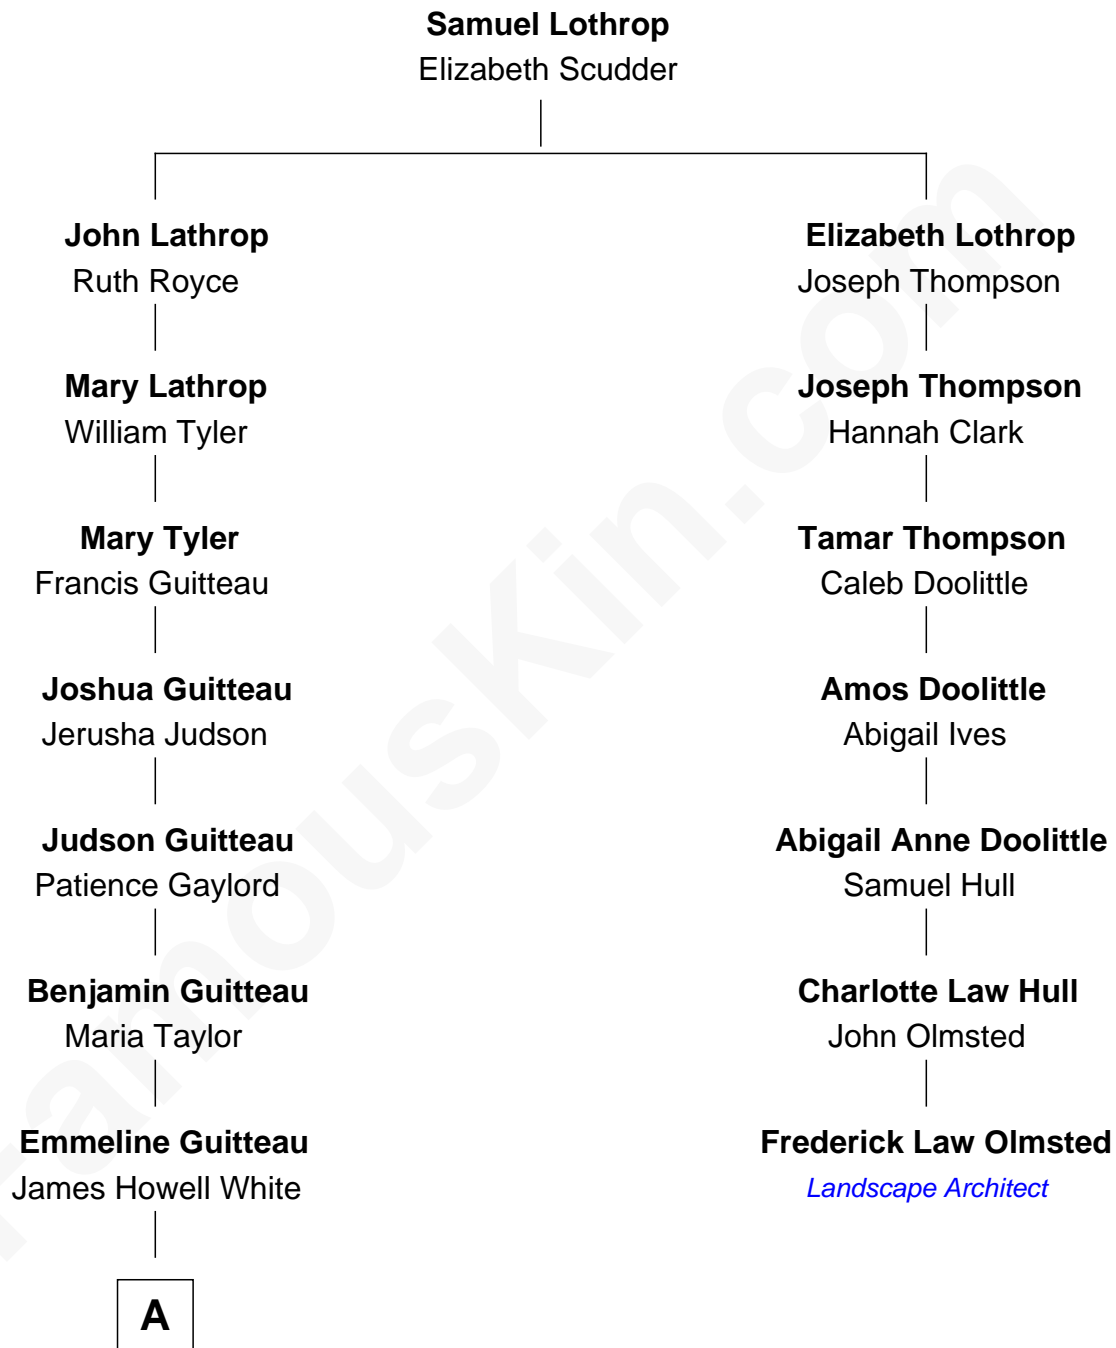 Samuel Lothrop
Elizabeth Scudder
John Lathrop
Ruth Royce
Elizabeth Lothrop
Joseph Thompson
Mary Lathrop
William Tyler
Joseph Thompson
Hannah Clark
Mary Tyler
Francis Guitteau
Tamar Thompson
Caleb Doolittle
Joshua Guitteau
Jerusha Judson
Amos Doolittle
Abigail Ives
Judson Guitteau
Patience Gaylord
Abigail Anne Doolittle
Samuel Hull
Benjamin Guitteau
Maria Taylor
Charlotte Law Hull
John Olmsted
Emmeline Guitteau
James Howell White
Frederick Law Olmsted
Landscape Architect
A
FamousKin.com